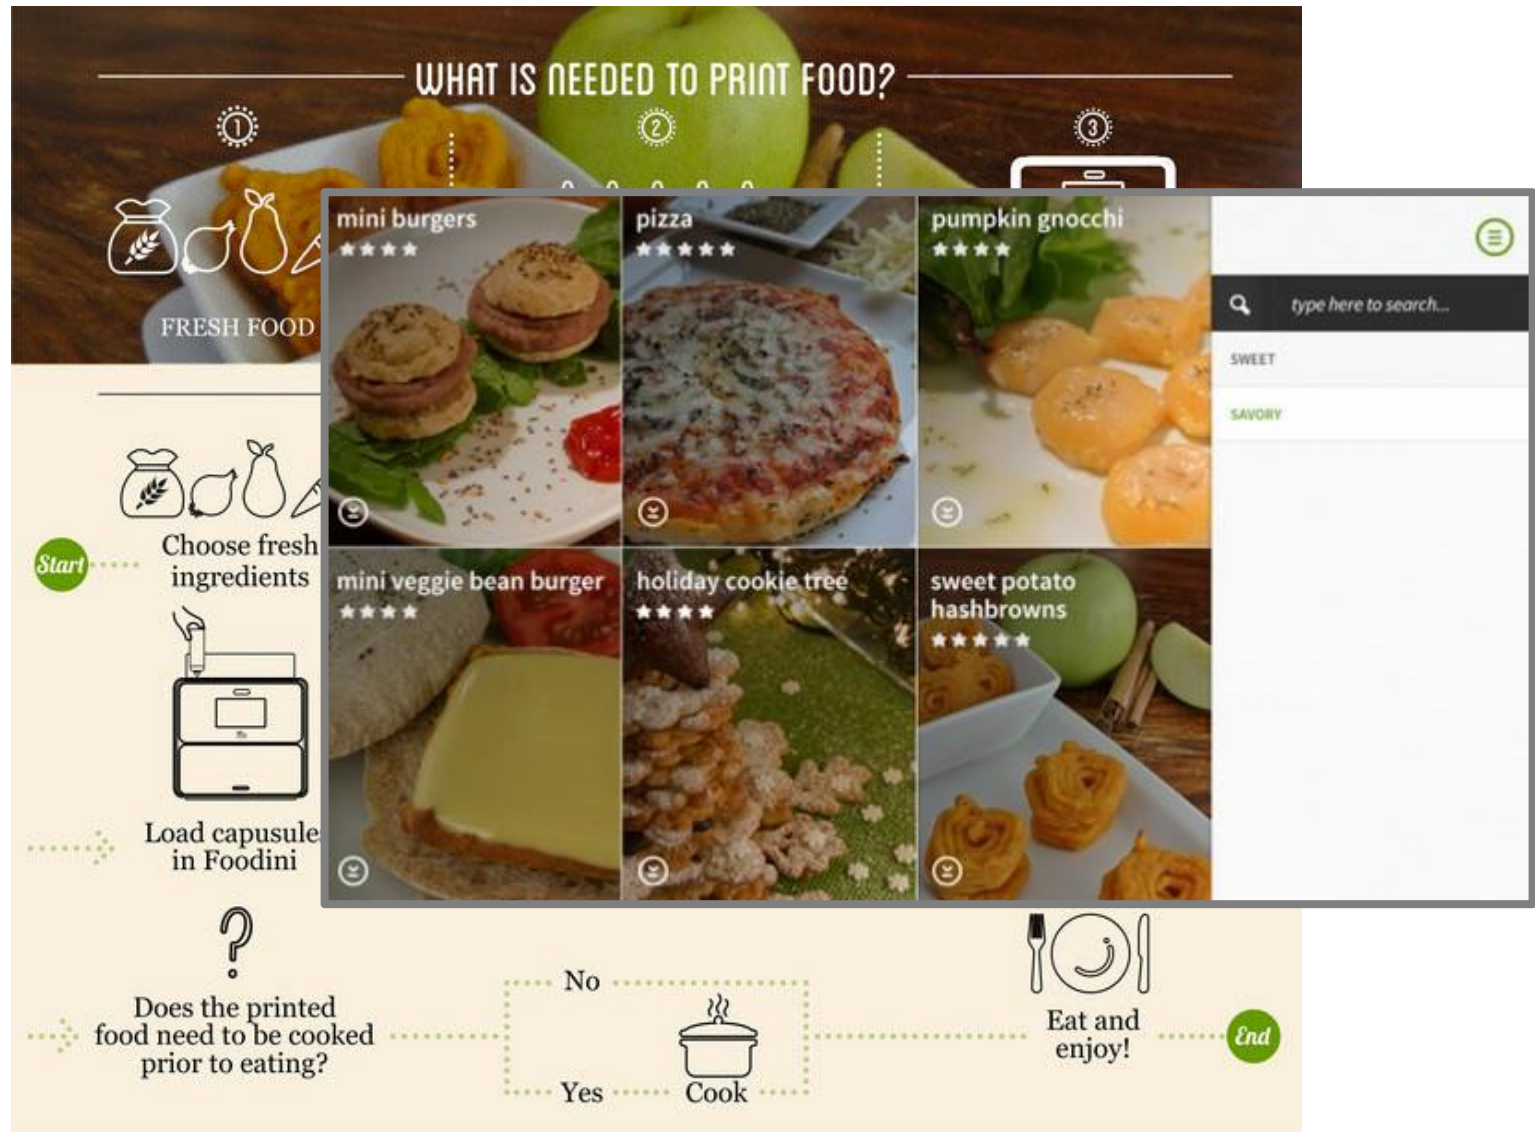 WHAT IS NEEDED TO PRINT FOOD?
1
2
3
FRESH FOOD
mini burgers
pizza
pumpkin gnocchi
type here to search...
SWEET
SAVORY
mini veggie bean burger
holiday cookie tree
sweet potato
hashbrowns
Start
Choose fresh
ingredients
Load capusule
in Foodini
?
Does the printed
food need to be cooked
prior to eating?
No
Yes
Cook
Eat and
enjoy!
End